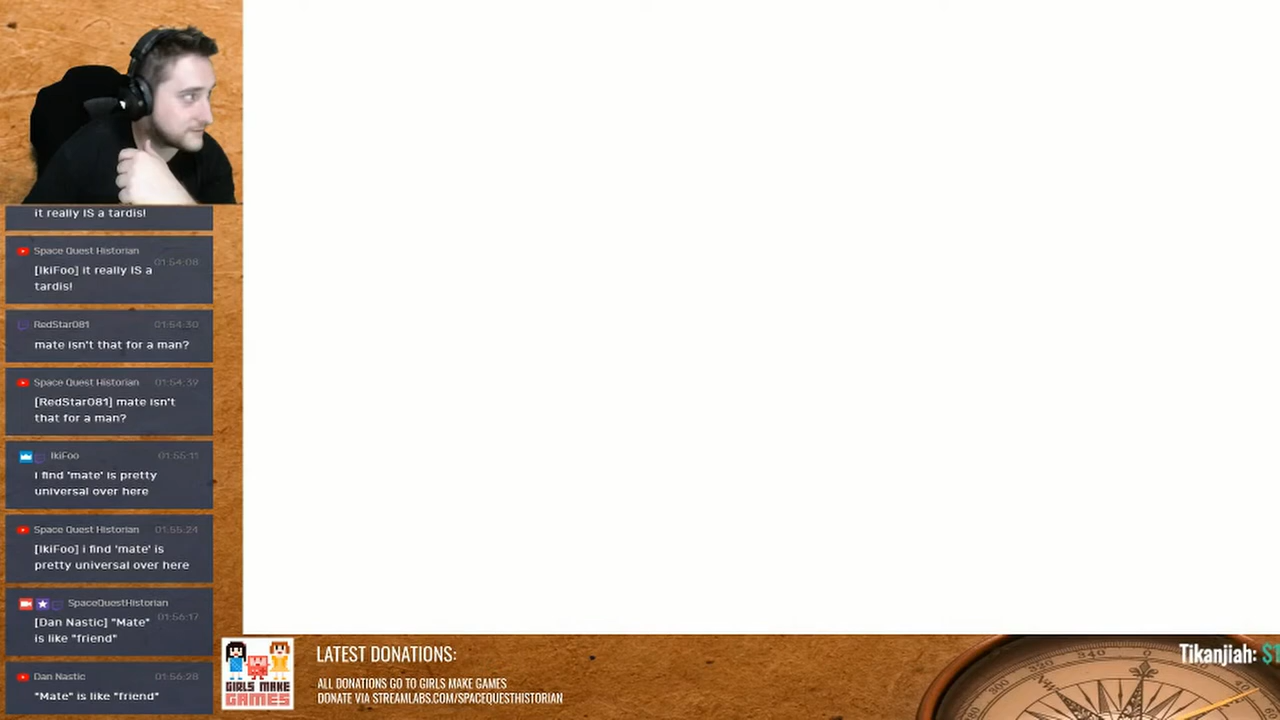 it really IS a tardis!
Space Quest Historian
01:54:08
[IkiFoo] it really IS a
tardis!
RedStar081 01:54:30
mate isn't that for a man?
Space Quest Historian 01:54:39
[RedStar081] mate isn't
that for a man?
IkiFoo 01:55:11
i find 'mate' is pretty
universal over here
Space Quest Historian 01:55:24
[IkiFoo] i find 'mate' is
pretty universal over here
SpaceQuestHistorian
01:56:17
[Dan Nastic] "Mate"
is like "friend"
Dan Nastic 01:56:28
"Mate" is like "friend"
GIRLS MAKE
GAMES
LATEST DONATIONS:
ALL DONATIONS GO TO GIRLS MAKE GAMES
DONATE VIA STREAMLABS.COM/SPACEQUESTHISTORIAN
Tikanjiah: $1
340 0